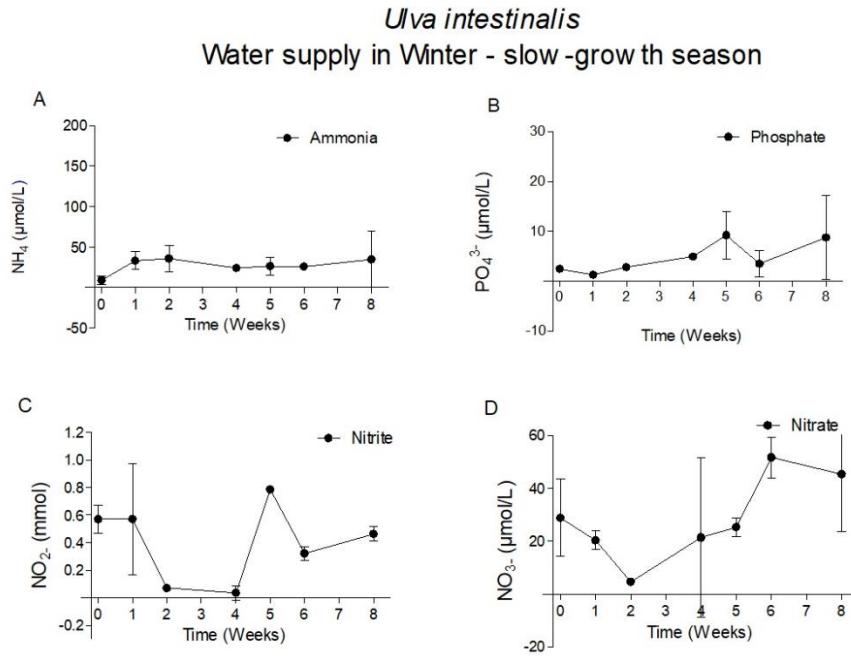 Ulva intestinalis
Water supply in Winter - slow -grow th season
A
200
150
100
50
-50
NH4 (µmol/L)
Ammonia
0 1 2 3 4 5 6 7 8
Time (Weeks)
B
30
20
10
-10
PO4 3- (µmol/L)
Phosphate
0 1 2 3 4 5 6 7 8
Time (Weeks)
C
1.2
1.0
0.8
0.6
0.4
0.2
-0.2
NO2- (mmol)
Nitrite
0 1 2 3 4 5 6 7 8
Time (Weeks)
D
60
40
20
-20
NO3- (µmol/L)
Nitrate
0 1 2 3 4 5 6 7 8
Time (Weeks)